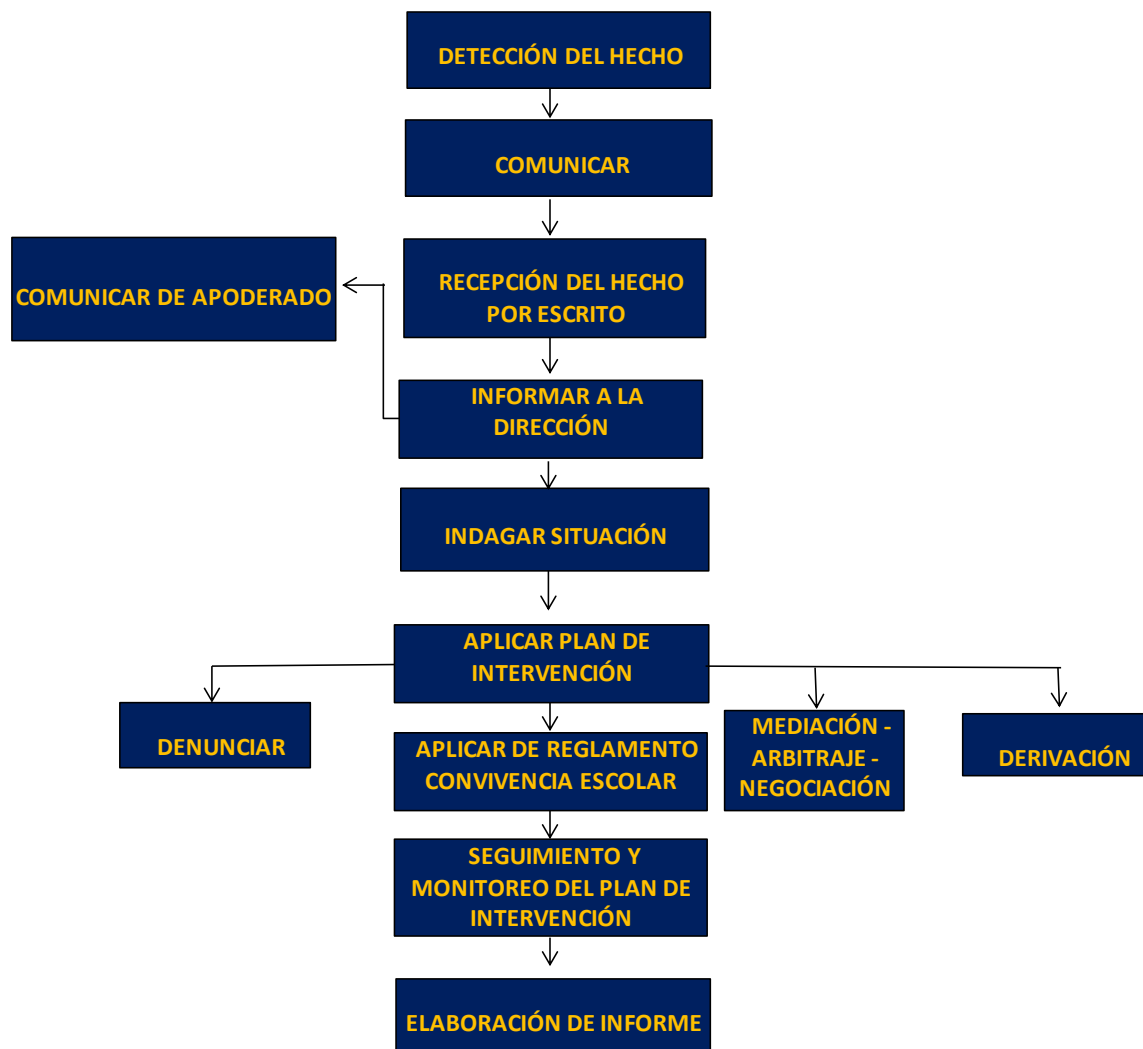 DETECCIÓN DEL HECHO
COMUNICAR
COMUNICAR DE APODERADO
RECEPCIÓN DEL HECHO
POR ESCRITO
INFORMAR A LA
DIRECCIÓN
INDAGAR SITUACIÓN
APLICAR PLAN DE
INTERVENCIÓN
DENUNCIAR
APLICAR DE REGLAMENTO
CONVIVENCIA ESCOLAR
MEDIACIÓN -
ARBITRAJE -
NEGOCIACIÓN
DERIVACIÓN
SEGUIMIENTO Y
MONITOREO DEL PLAN DE
INTERVENCIÓN
ELABORACIÓN DE INFORME